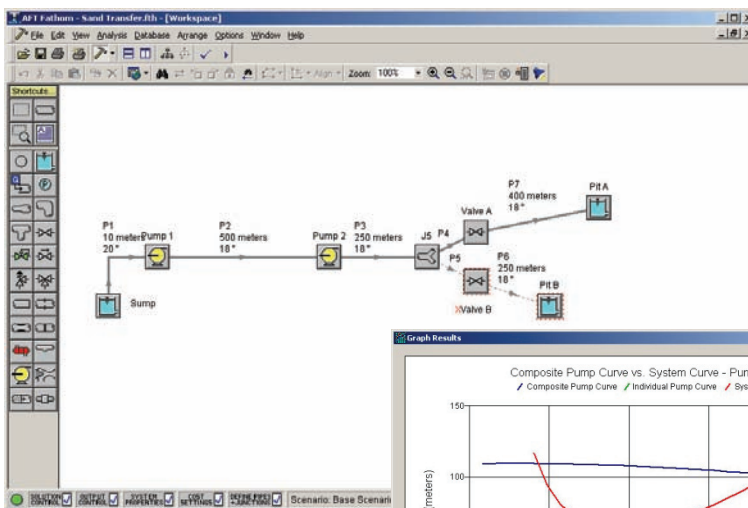 AFT Fathom - Sand Transfer.fth - [Workspace]
File Edit View Analysis Database Arrange Options Window Help
Align Zoom: 100%
Shortcuts
P7
400 meters
18"
Pit A
Valve A
P1
10 meters
20"
Pump 1
P2
500 meters
18"
Pump 2
P3
250 meters
18"
J5
P4
P5
P6
250 meters
18"
Pit B
XValve B
Sump
Graph Results
Composite Pump Curve vs. System Curve - Pum
Composite Pump Curve Individual Pump Curve Sys
150
100
meters)
SOLUTION CONTROL OUTPUT CONTROL SYSTEM PROPERTIES COST SETTINGS DEFINE PIPES + JUNCTIONS Scenario: Base Scenari